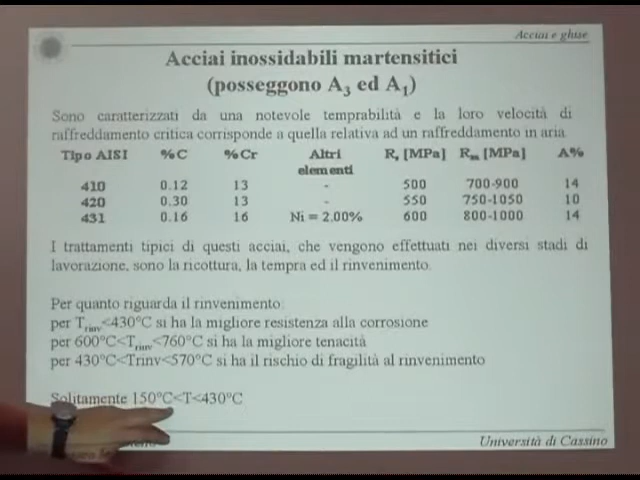 Acciai e ghise
Acciai inossidabili martensitici
(posseggono A3 ed A1)
Sono caratterizzati da una notevole temprabilità e la loro velocità di
raffreddamento critica corrisponde a quella relativa ad un raffreddamento in aria
Tipo AISI %C %Cr Altri elementi Rs [MPa] Rm [MPa] A%
410 0.12 13 - 500 700-900 14
420 0.30 13 - 550 750-1050 10
431 0.16 16 Ni = 2.00% 600 800-1000 14
I trattamenti tipici di questi acciai, che vengono effettuati nei diversi stadi di
lavorazione, sono la ricottura, la tempra ed il rinvenimento.
Per quanto riguarda il rinvenimento:
per Trinv<430°C si ha la migliore resistenza alla corrosione
per 600°C<Trinv<760°C si ha la migliore tenacità
per 430°C<Trinv<570°C si ha il rischio di fragilità al rinvenimento
Solitamente 150°C<T<430°C
Università di Cassino